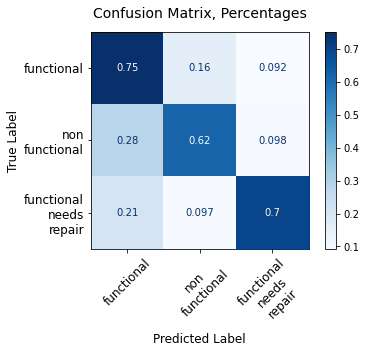 Confusion Matrix, Percentages
True Label
functional
0.75
0.16
0.092
non
functional
0.28
0.62
0.098
functional
needs
repair
0.21
0.097
0.7
functional
non
functional
functional
needs
repair
Predicted Label
0.7
0.6
0.5
0.4
0.3
0.2
0.1